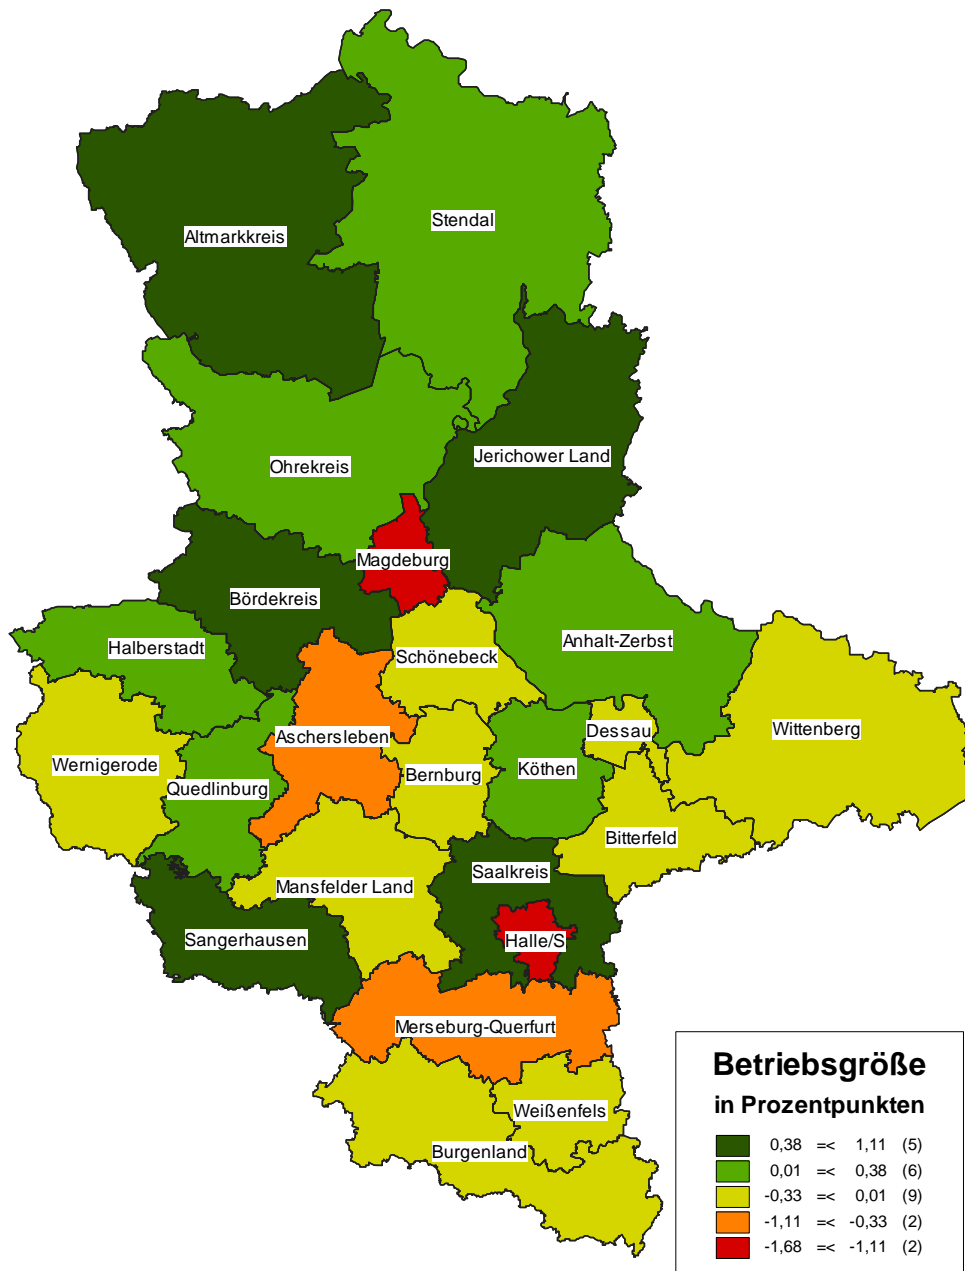 Stendal
Altmarkkreis
Jerichower Land
Ohrekreis
Magdeburg
Bördekreis
Halberstadt
Schönebeck
Anhalt-Zerbst
Wernigerode
Aschersleben
Dessau
Wittenberg
Quedlinburg
Bernburg
Köthen
Bitterfeld
Mansfelder Land
Saalkreis
Sangerhausen
Halle/S
Merseburg-Querfurt
Weißenfels
Burgenland
Betriebsgröße
in Prozentpunkten
0,38 =< 1,11 (5)
0,01 =< 0,38 (6)
-0,33 =< 0,01 (9)
-1,11 =< -0,33 (2)
-1,68 =< -1,11 (2)